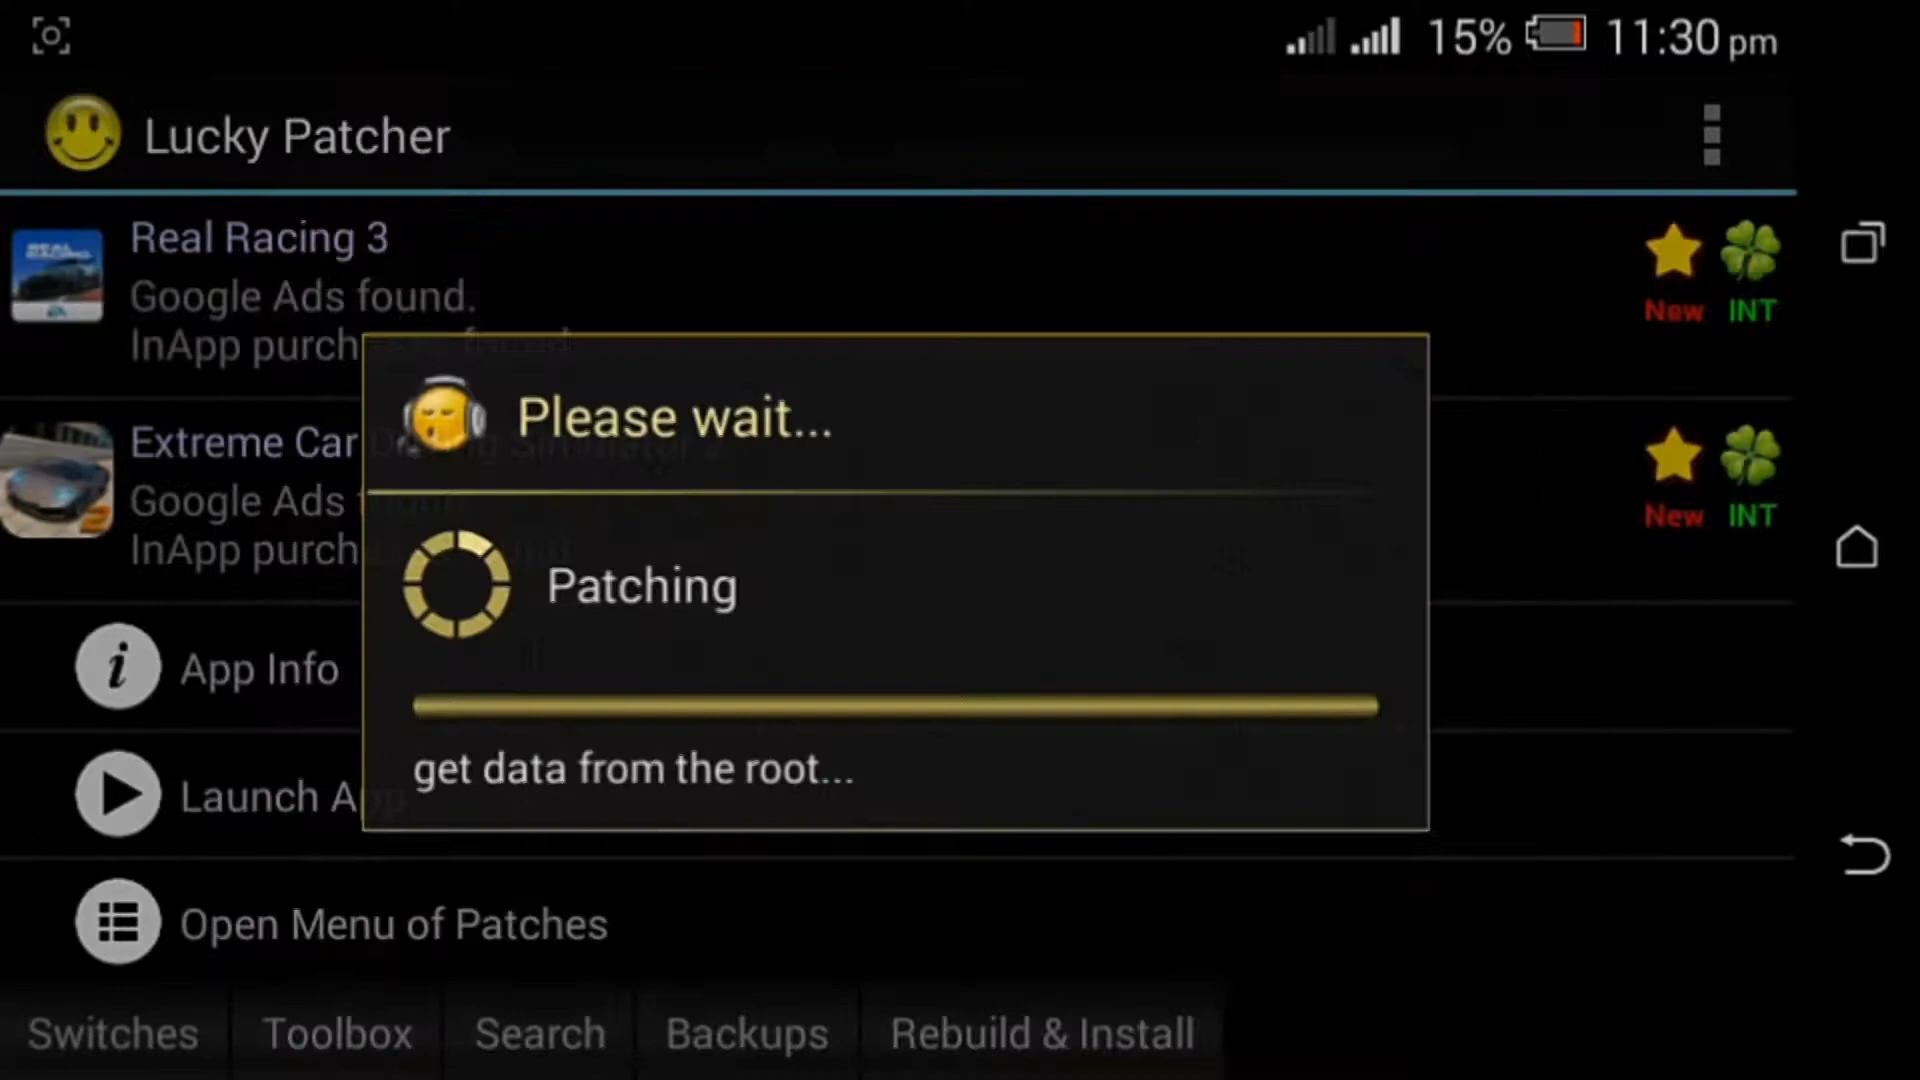 15% 11:30 pm
Lucky Patcher
Real Racing 3
Google Ads found.
New INT
InApp purch found
Please wait...
Extreme Car
Google Ads
New INT
InApp purch
Patching
App Info
get data from the root...
Launch App
Open Menu of Patches
Switches Toolbox Search Backups Rebuild & Install